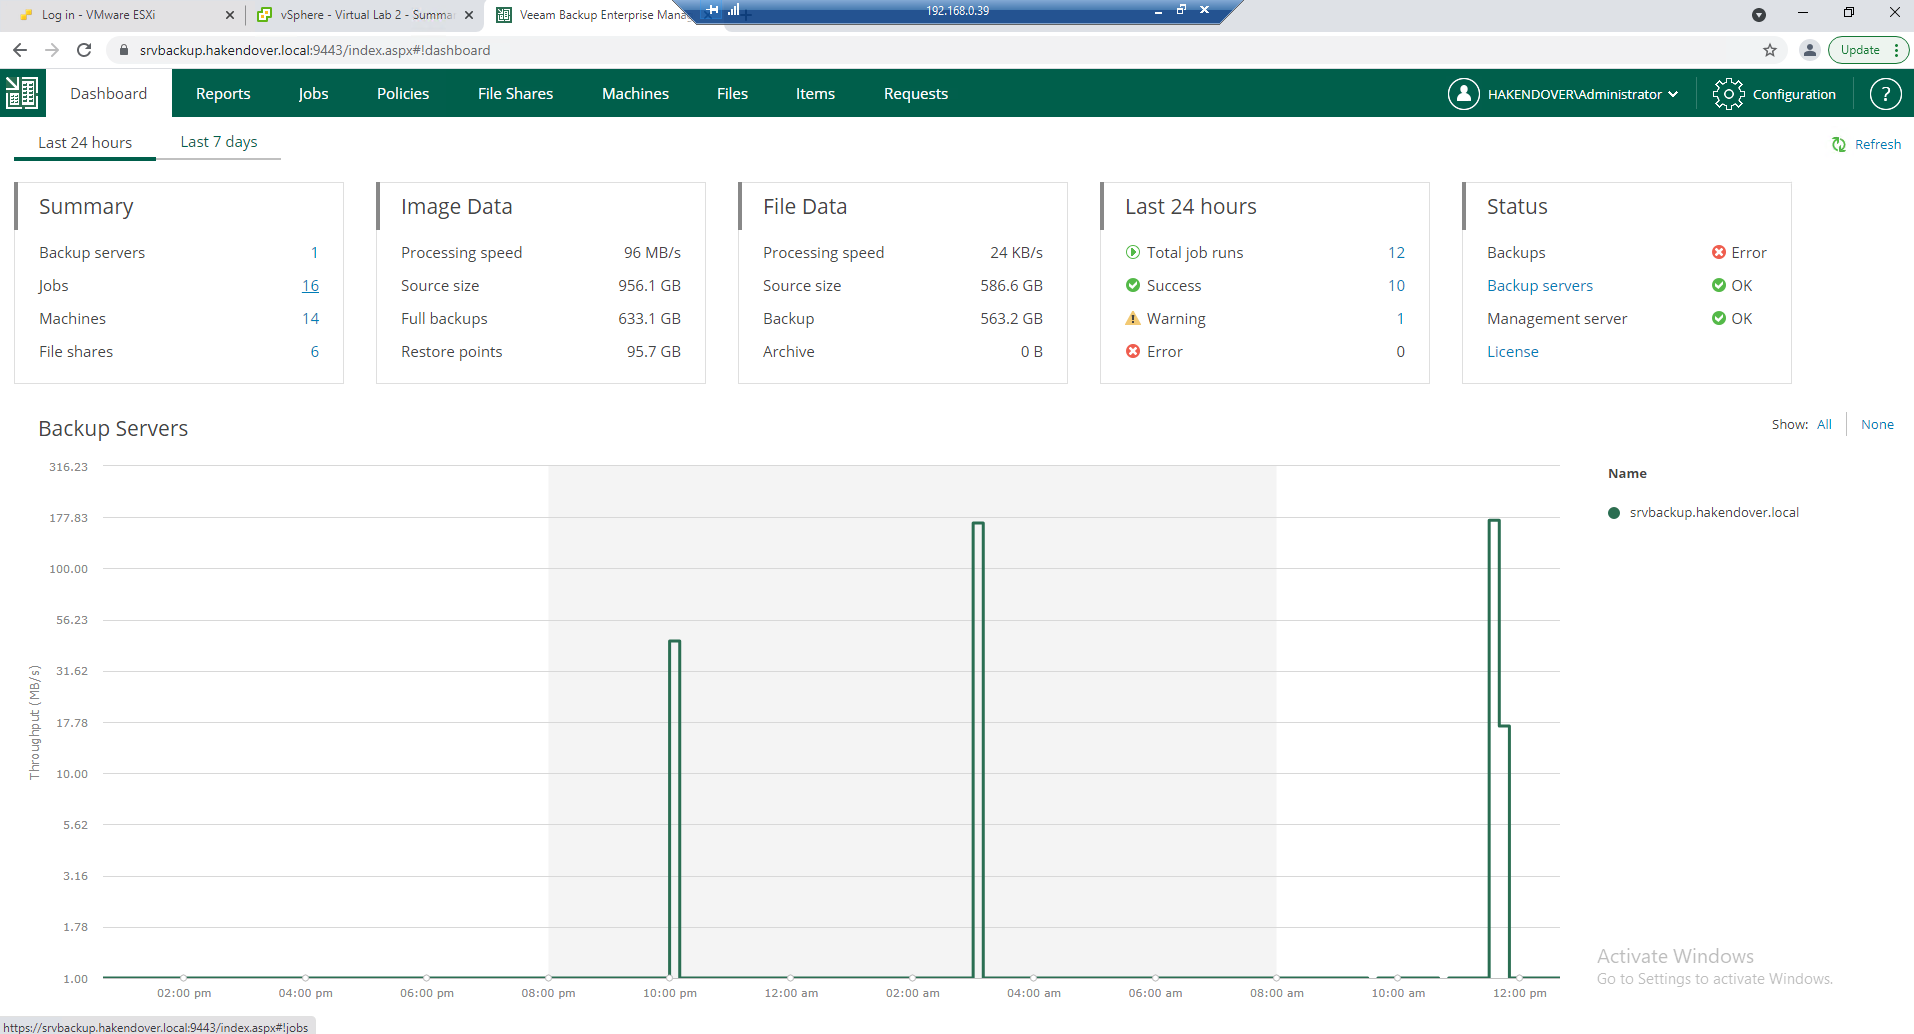 Log in - VMware ESXi
vSphere - Virtual Lab 2 - Summar
Veeam Backup Enterprise Mana
192.168.0.39
srvbackup.hakendover.local:9443/index.aspx#!dashboard
Update
Dashboard
Reports
Jobs
Policies
File Shares
Machines
Files
Items
Requests
HAKENDOVER\Administrator
Configuration
?
Last 24 hours
Last 7 days
Refresh
Summary
Backup servers 1
Jobs 16
Machines 14
File shares 6
Image Data
Processing speed 96 MB/s
Source size 956.1 GB
Full backups 633.1 GB
Restore points 95.7 GB
File Data
Processing speed 24 KB/s
Source size 586.6 GB
Backup 563.2 GB
Archive 0 B
Last 24 hours
Total job runs 12
Success 10
Warning 1
Error 0
Status
Backups Error
Backup servers OK
Management server OK
License
Backup Servers
Show: All None
316.23
177.83
100.00
56.23
31.62
17.78
10.00
5.62
3.16
1.78
1.00
Throughput (MB/s)
02:00 pm
04:00 pm
06:00 pm
08:00 pm
10:00 pm
12:00 am
02:00 am
04:00 am
06:00 am
08:00 am
10:00 am
12:00 pm
Name
srvbackup.hakendover.local
Activate Windows
Go to Settings to activate Windows.
https://srvbackup.hakendover.local:9443/index.aspx#!jobs